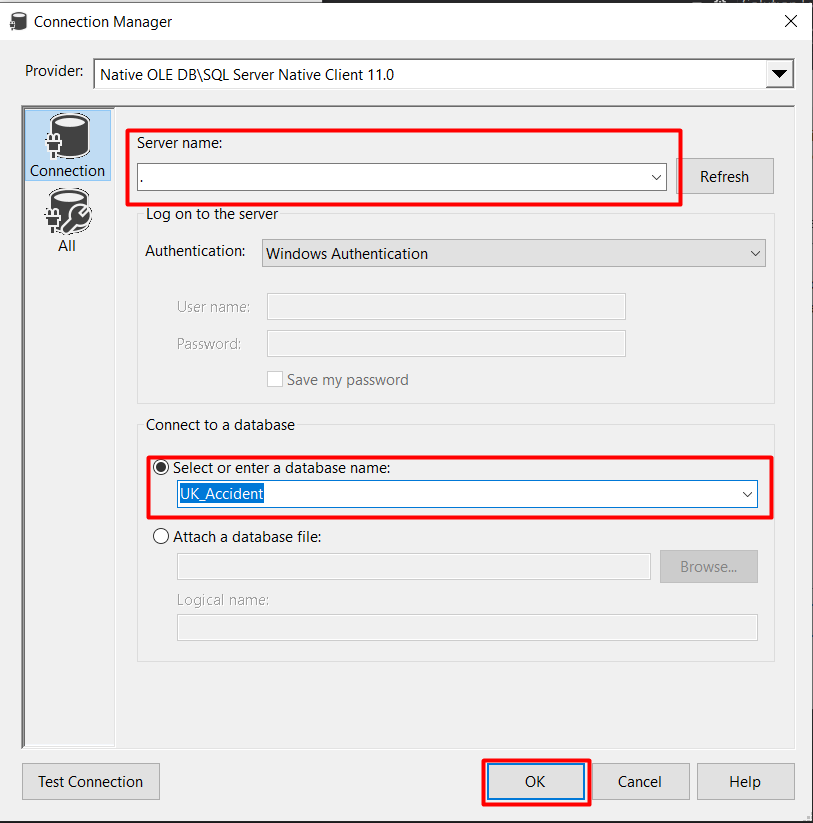 Connection Manager
Provider: Native OLE DB\SQL Server Native Client 11.0
Connection
All
Server name:
.
Refresh
Log on to the server
Authentication: Windows Authentication
User name:
Password:
Save my password
Connect to a database
Select or enter a database name:
UK_Accident
Attach a database file:
Browse...
Logical name:
Test Connection
OK
Cancel
Help